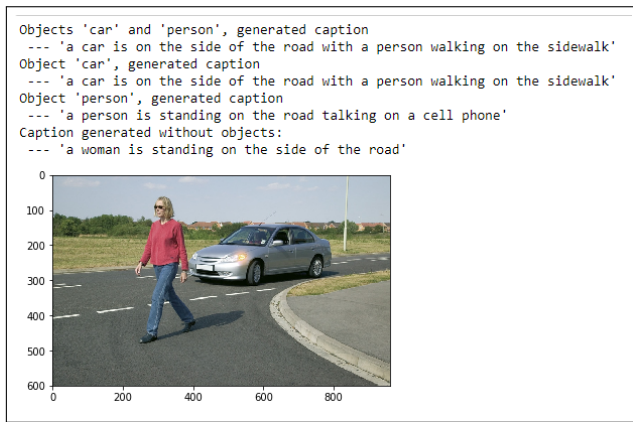 Objects 'car' and 'person', generated caption
--- 'a car is on the side of the road with a person walking on the sidewalk'
Object 'car', generated caption
--- 'a car is on the side of the road with a person walking on the sidewalk'
Object 'person', generated caption
--- 'a person is standing on the road talking on a cell phone'
Caption generated without objects:
--- 'a woman is standing on the side of the road'
0
100
200
300
400
500
600
0 200 400 600 800